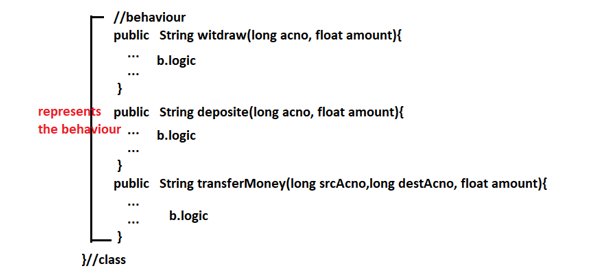 //behaviour
public String witdraw(long acno, float amount){
...
b.logic
...
}
represents
the behaviour
public String deposite(long acno, float amount){
...
b.logic
...
}
public String transferMoney(long srcAcno,long destAcno, float amount){
...
...
b.logic
}
}//class